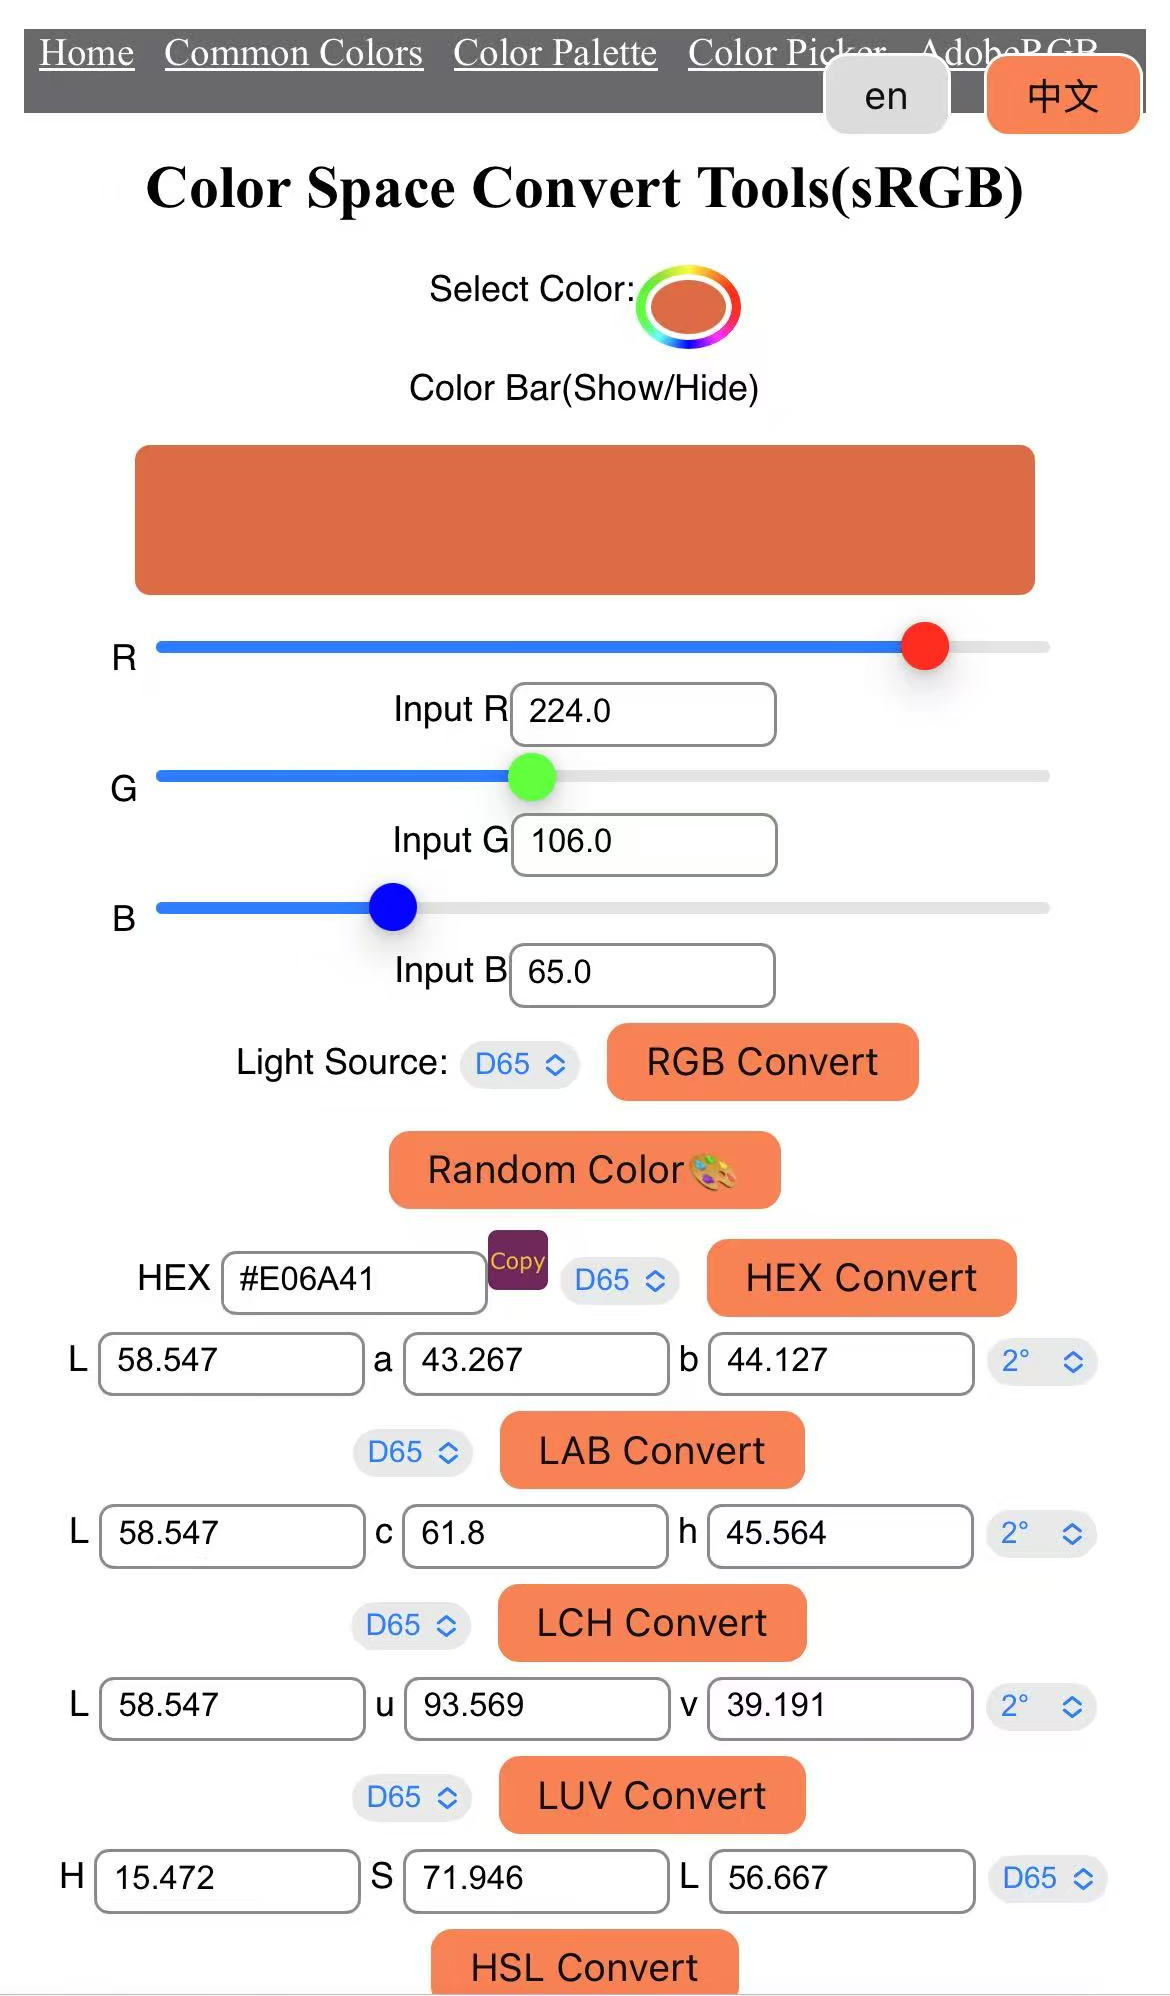 Home Common Colors Color Palette Color Picker AdobeRGB
en 中文
Color Space Convert Tools(sRGB)
Select Color:
Color Bar(Show/Hide)
R
Input R 224.0
G
Input G 106.0
B
Input B 65.0
Light Source: D65 RGB Convert
Random Color🎨
HEX #E06A41 Copy D65 HEX Convert
L 58.547 a 43.267 b 44.127 2°
D65 LAB Convert
L 58.547 c 61.8 h 45.564 2°
D65 LCH Convert
L 58.547 u 93.569 v 39.191 2°
D65 LUV Convert
H 15.472 S 71.946 L 56.667 D65
HSL Convert